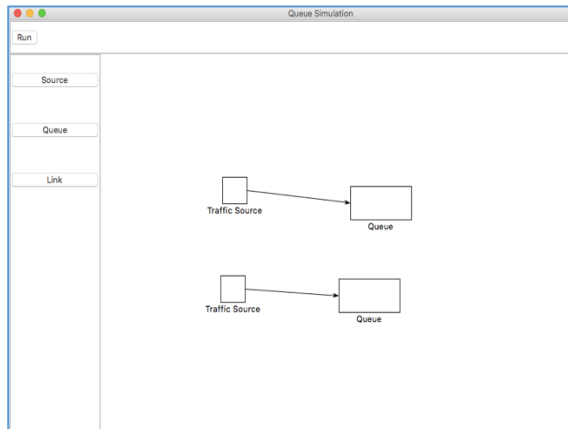 Queue Simulation
Run
Source
Queue
Link
Traffic Source
Queue
Traffic Source
Queue